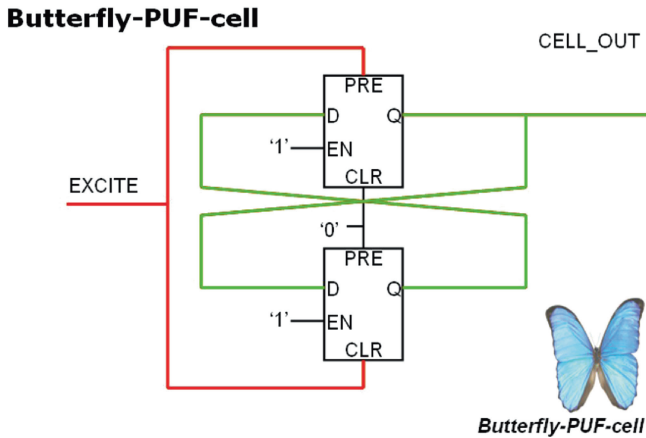 Butterfly-PUF-cell
CELL_OUT
PRE
D Q
'1' EN
CLR
EXCITE
'0'
PRE
D Q
'1' EN
CLR
Butterfly-PUF-cell